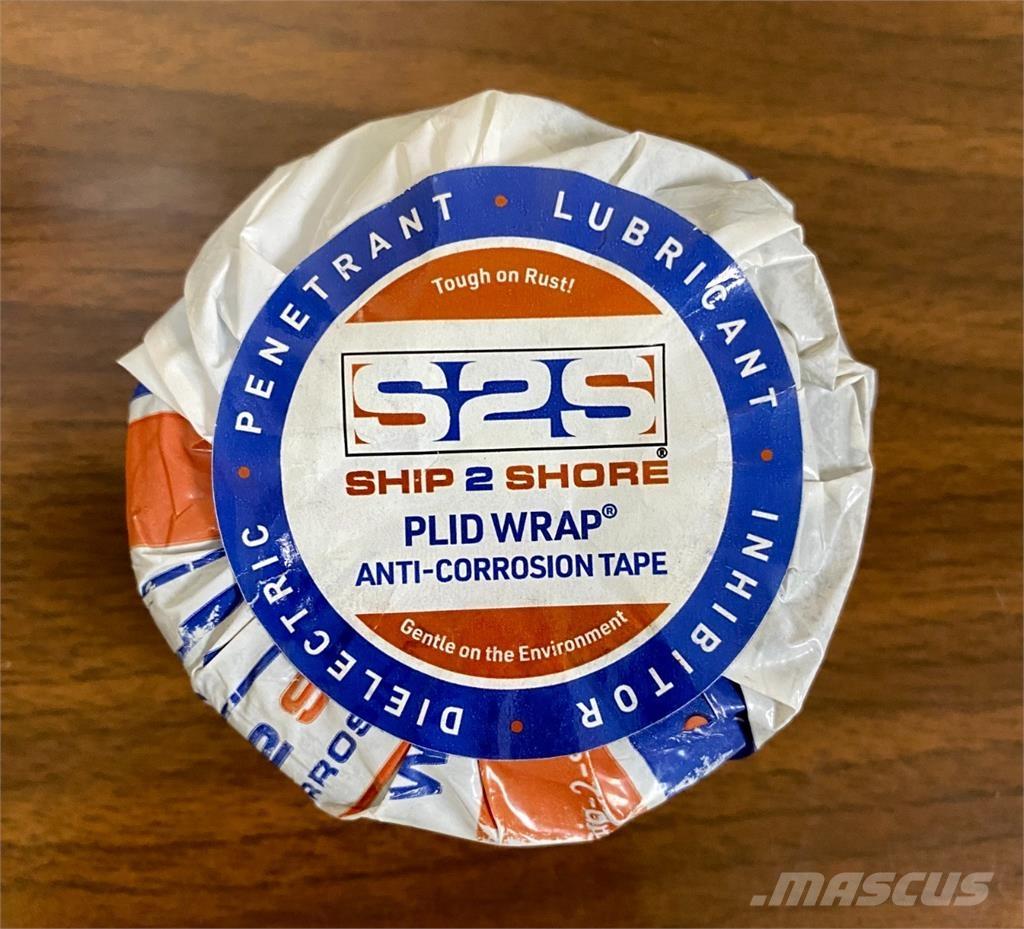 PENETRANT • LUBRICANT • INHIBITOR • DIELECTRIC •
Tough on Rust!
S2S®
SHIP 2 SHORE
PLID WRAP®
ANTI-CORROSION TAPE
Gentle on the Environment
.MASCUS